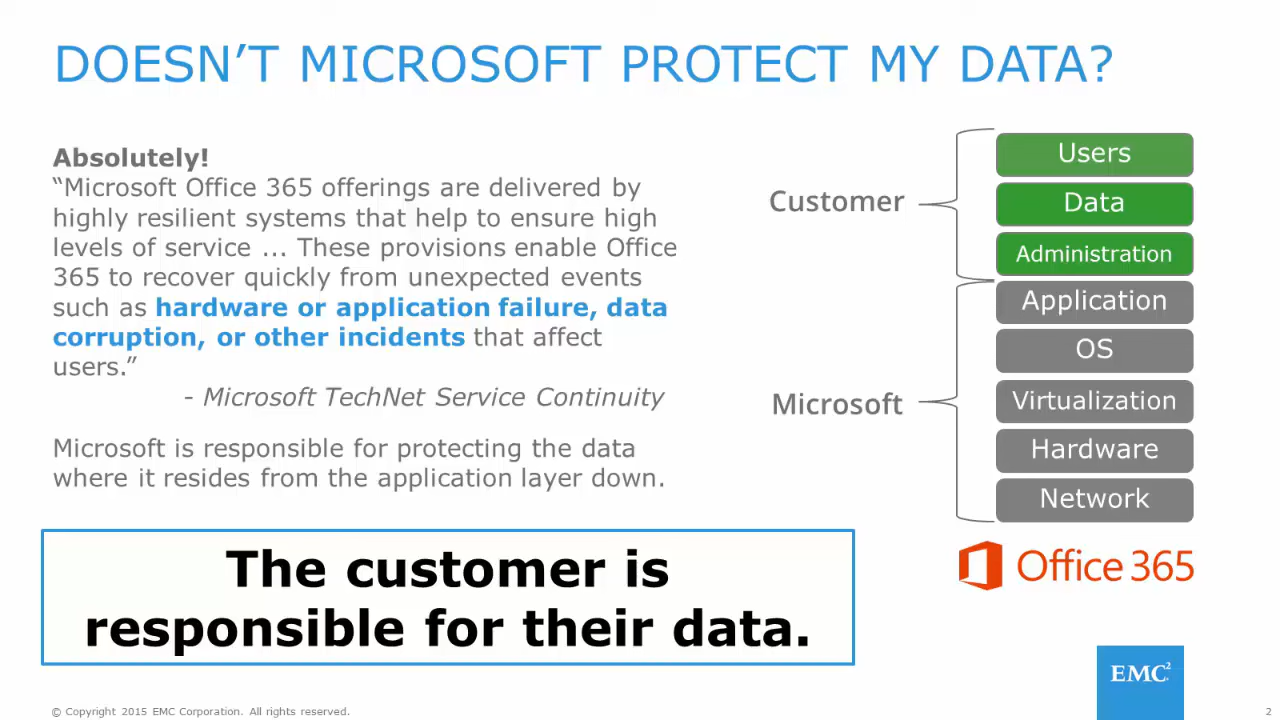 DOESN’T MICROSOFT PROTECT MY DATA?
Absolutely!
“Microsoft Office 365 offerings are delivered by
highly resilient systems that help to ensure high
levels of service ... These provisions enable Office
365 to recover quickly from unexpected events
such as hardware or application failure, data
corruption, or other incidents that affect
users.”
- Microsoft TechNet Service Continuity
Microsoft is responsible for protecting the data
where it resides from the application layer down.
The customer is
responsible for their data.
Customer
Users
Data
Administration
Microsoft
Application
OS
Virtualization
Hardware
Network
Office 365
EMC²
© Copyright 2015 EMC Corporation. All rights reserved.
2